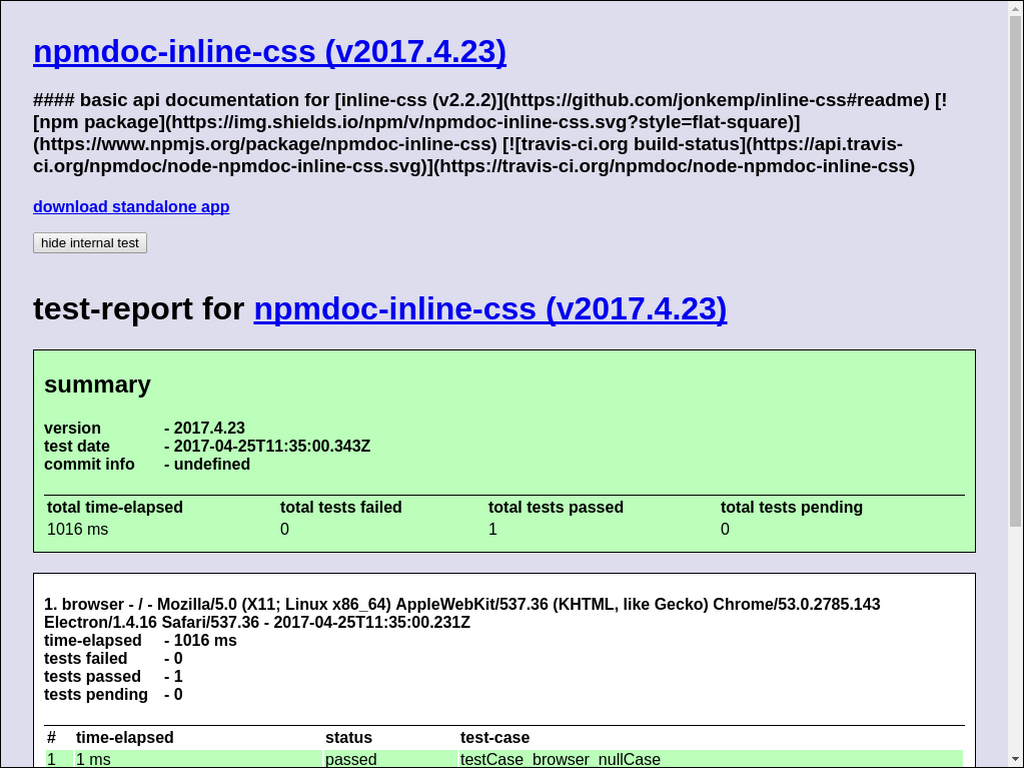 npmdoc-inline-css (v2017.4.23)
#### basic api documentation for [inline-css (v2.2.2)](https://github.com/jonkemp/inline-css#readme) [!
[npm package](https://img.shields.io/npm/v/npmdoc-inline-css.svg?style=flat-square)]
(https://www.npmjs.org/package/npmdoc-inline-css) [![travis-ci.org build-status](https://api.travis-
ci.org/npmdoc/node-npmdoc-inline-css.svg)](https://travis-ci.org/npmdoc/node-npmdoc-inline-css)
download standalone app
hide internal test
test-report for npmdoc-inline-css (v2017.4.23)
summary
version - 2017.4.23
test date - 2017-04-25T11:35:00.343Z
commit info - undefined
total time-elapsed total tests failed total tests passed total tests pending
1016 ms 0 1 0
1. browser - / - Mozilla/5.0 (X11; Linux x86_64) AppleWebKit/537.36 (KHTML, like Gecko) Chrome/53.0.2785.143
Electron/1.4.16 Safari/537.36 - 2017-04-25T11:35:00.231Z
time-elapsed - 1016 ms
tests failed - 0
tests passed - 1
tests pending - 0
# time-elapsed status test-case
1 1 ms passed testCase_browser_nullCase